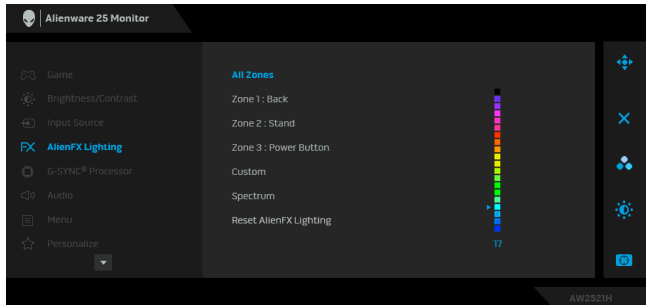 Alienware 25 Monitor
Game
Brightness/Contrast
Input Source
AlienFX Lighting
G-SYNC® Processor
Audio
Menu
Personalize
All Zones
Zone 1 : Back
Zone 2 : Stand
Zone 3 : Power Button
Custom
Spectrum
Reset AlienFX Lighting
17
AW2521H